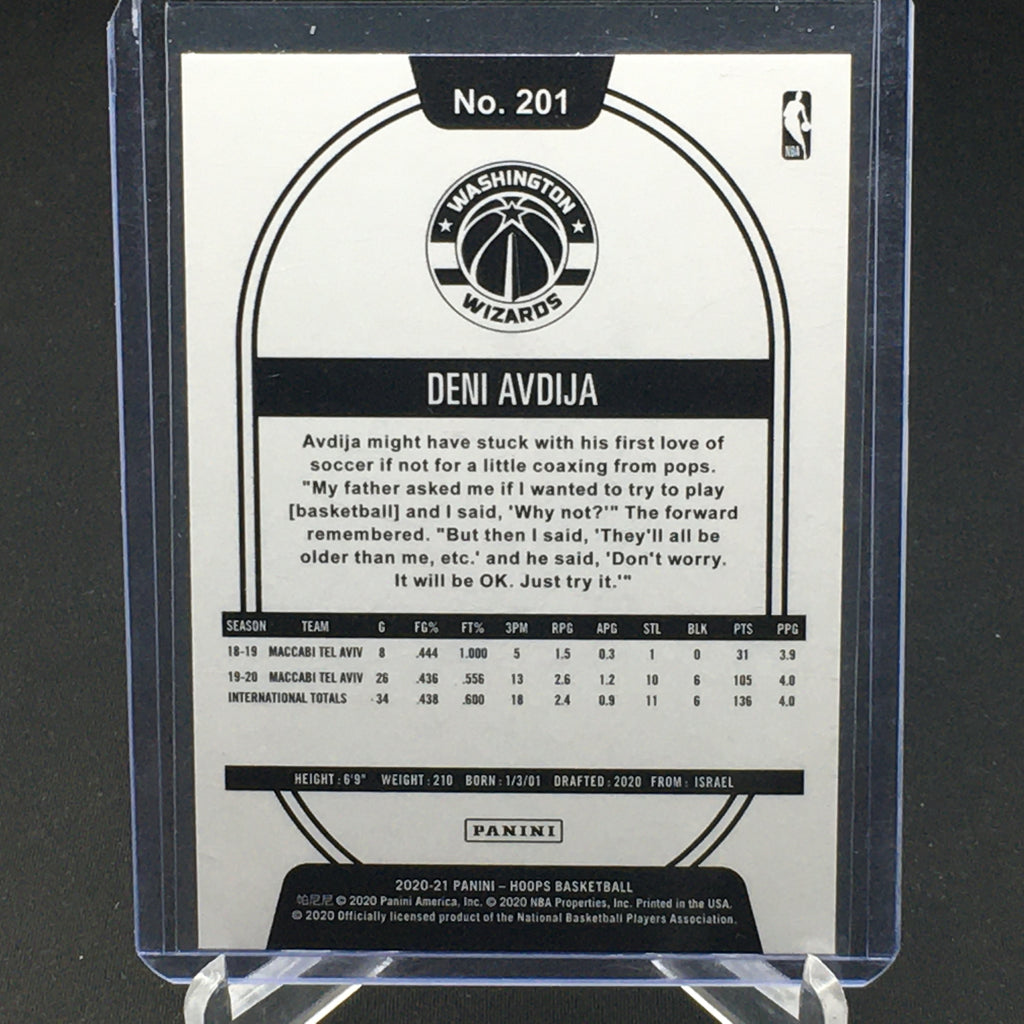 No. 201
NBA
WASHINGTON
WIZARDS
DENI AVDIJA
Avdija might have stuck with his first love of
soccer if not for a little coaxing from pops.
"My father asked me if I wanted to try to play
[basketball] and I said, 'Why not?'" The forward
remembered. "But then I said, 'They'll all be
older than me, etc.' and he said, 'Don't worry.
It will be OK. Just try it.'"
SEASON TEAM G FG% FT% 3PM RPG APG STL BLK PTS PPG
18-19 MACCABI TEL AVIV 8 .444 1.000 5 1.5 0.3 1 0 31 3.9
19-20 MACCABI TEL AVIV 26 .436 .556 13 2.6 1.2 10 6 105 4.0
INTERNATIONAL TOTALS 34 .438 .600 18 2.4 0.9 11 6 136 4.0
HEIGHT: 6'9" WEIGHT: 210 BORN: 1/3/01 DRAFTED: 2020 FROM: ISRAEL
PANINI
2020-21 PANINI – HOOPS BASKETBALL
帕尼尼 © 2020 Panini America, Inc. © 2020 NBA Properties, Inc. Printed in the USA.
© 2020 Officially licensed product of the National Basketball Players Association.